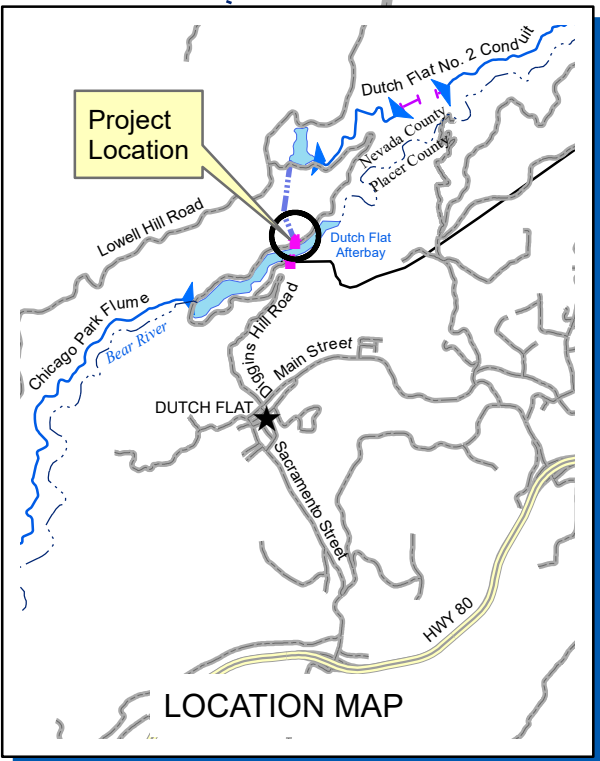 Dutch Flat No. 2 Conduit
Project
Location
Nevada County
Placer County
Lowell Hill Road
Dutch Flat
Afterbay
Chicago Park Flume
Bear River
Diggins Hill Road
Main Street
DUTCH FLAT
Sacramento Street
HWY 80
LOCATION MAP